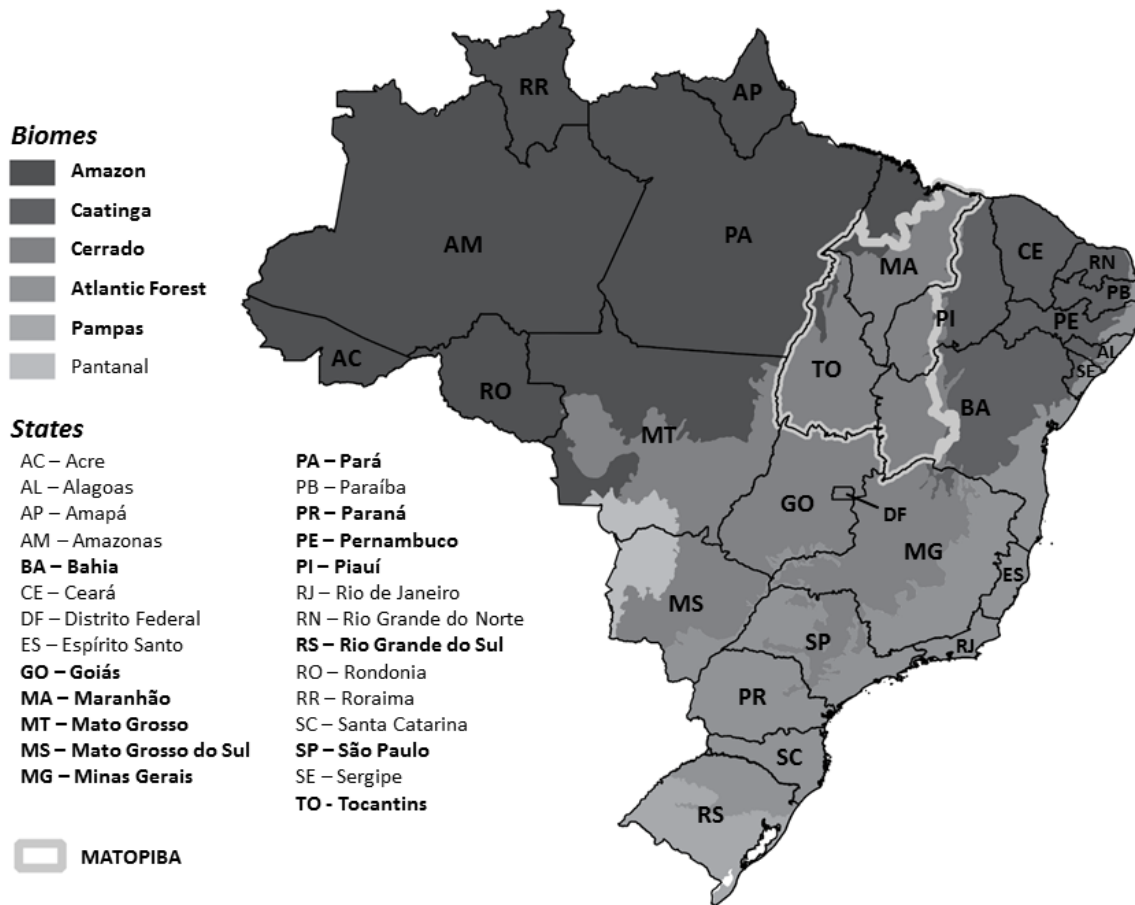 Biomes
Amazon
Caatinga
Cerrado
Atlantic Forest
Pampas
Pantanal
States
AC – Acre
AL – Alagoas
AP – Amapá
AM – Amazonas
BA – Bahia
CE – Ceará
DF – Distrito Federal
ES – Espírito Santo
GO – Goiás
MA – Maranhão
MT – Mato Grosso
MS – Mato Grosso do Sul
MG – Minas Gerais
PA – Pará
PB – Paraíba
PR – Paraná
PE – Pernambuco
PI – Piauí
RJ – Rio de Janeiro
RN – Rio Grande do Norte
RS – Rio Grande do Sul
RO – Rondonia
RR – Roraima
SC – Santa Catarina
SP – São Paulo
SE – Sergipe
TO - Tocantins
MATOPIBA
RR
AP
AM
PA
MA
CE
RN
PB
PI
PE
AL
SE
AC
RO
TO
BA
MT
GO
DF
MG
ES
MS
SP
RJ
PR
SC
RS